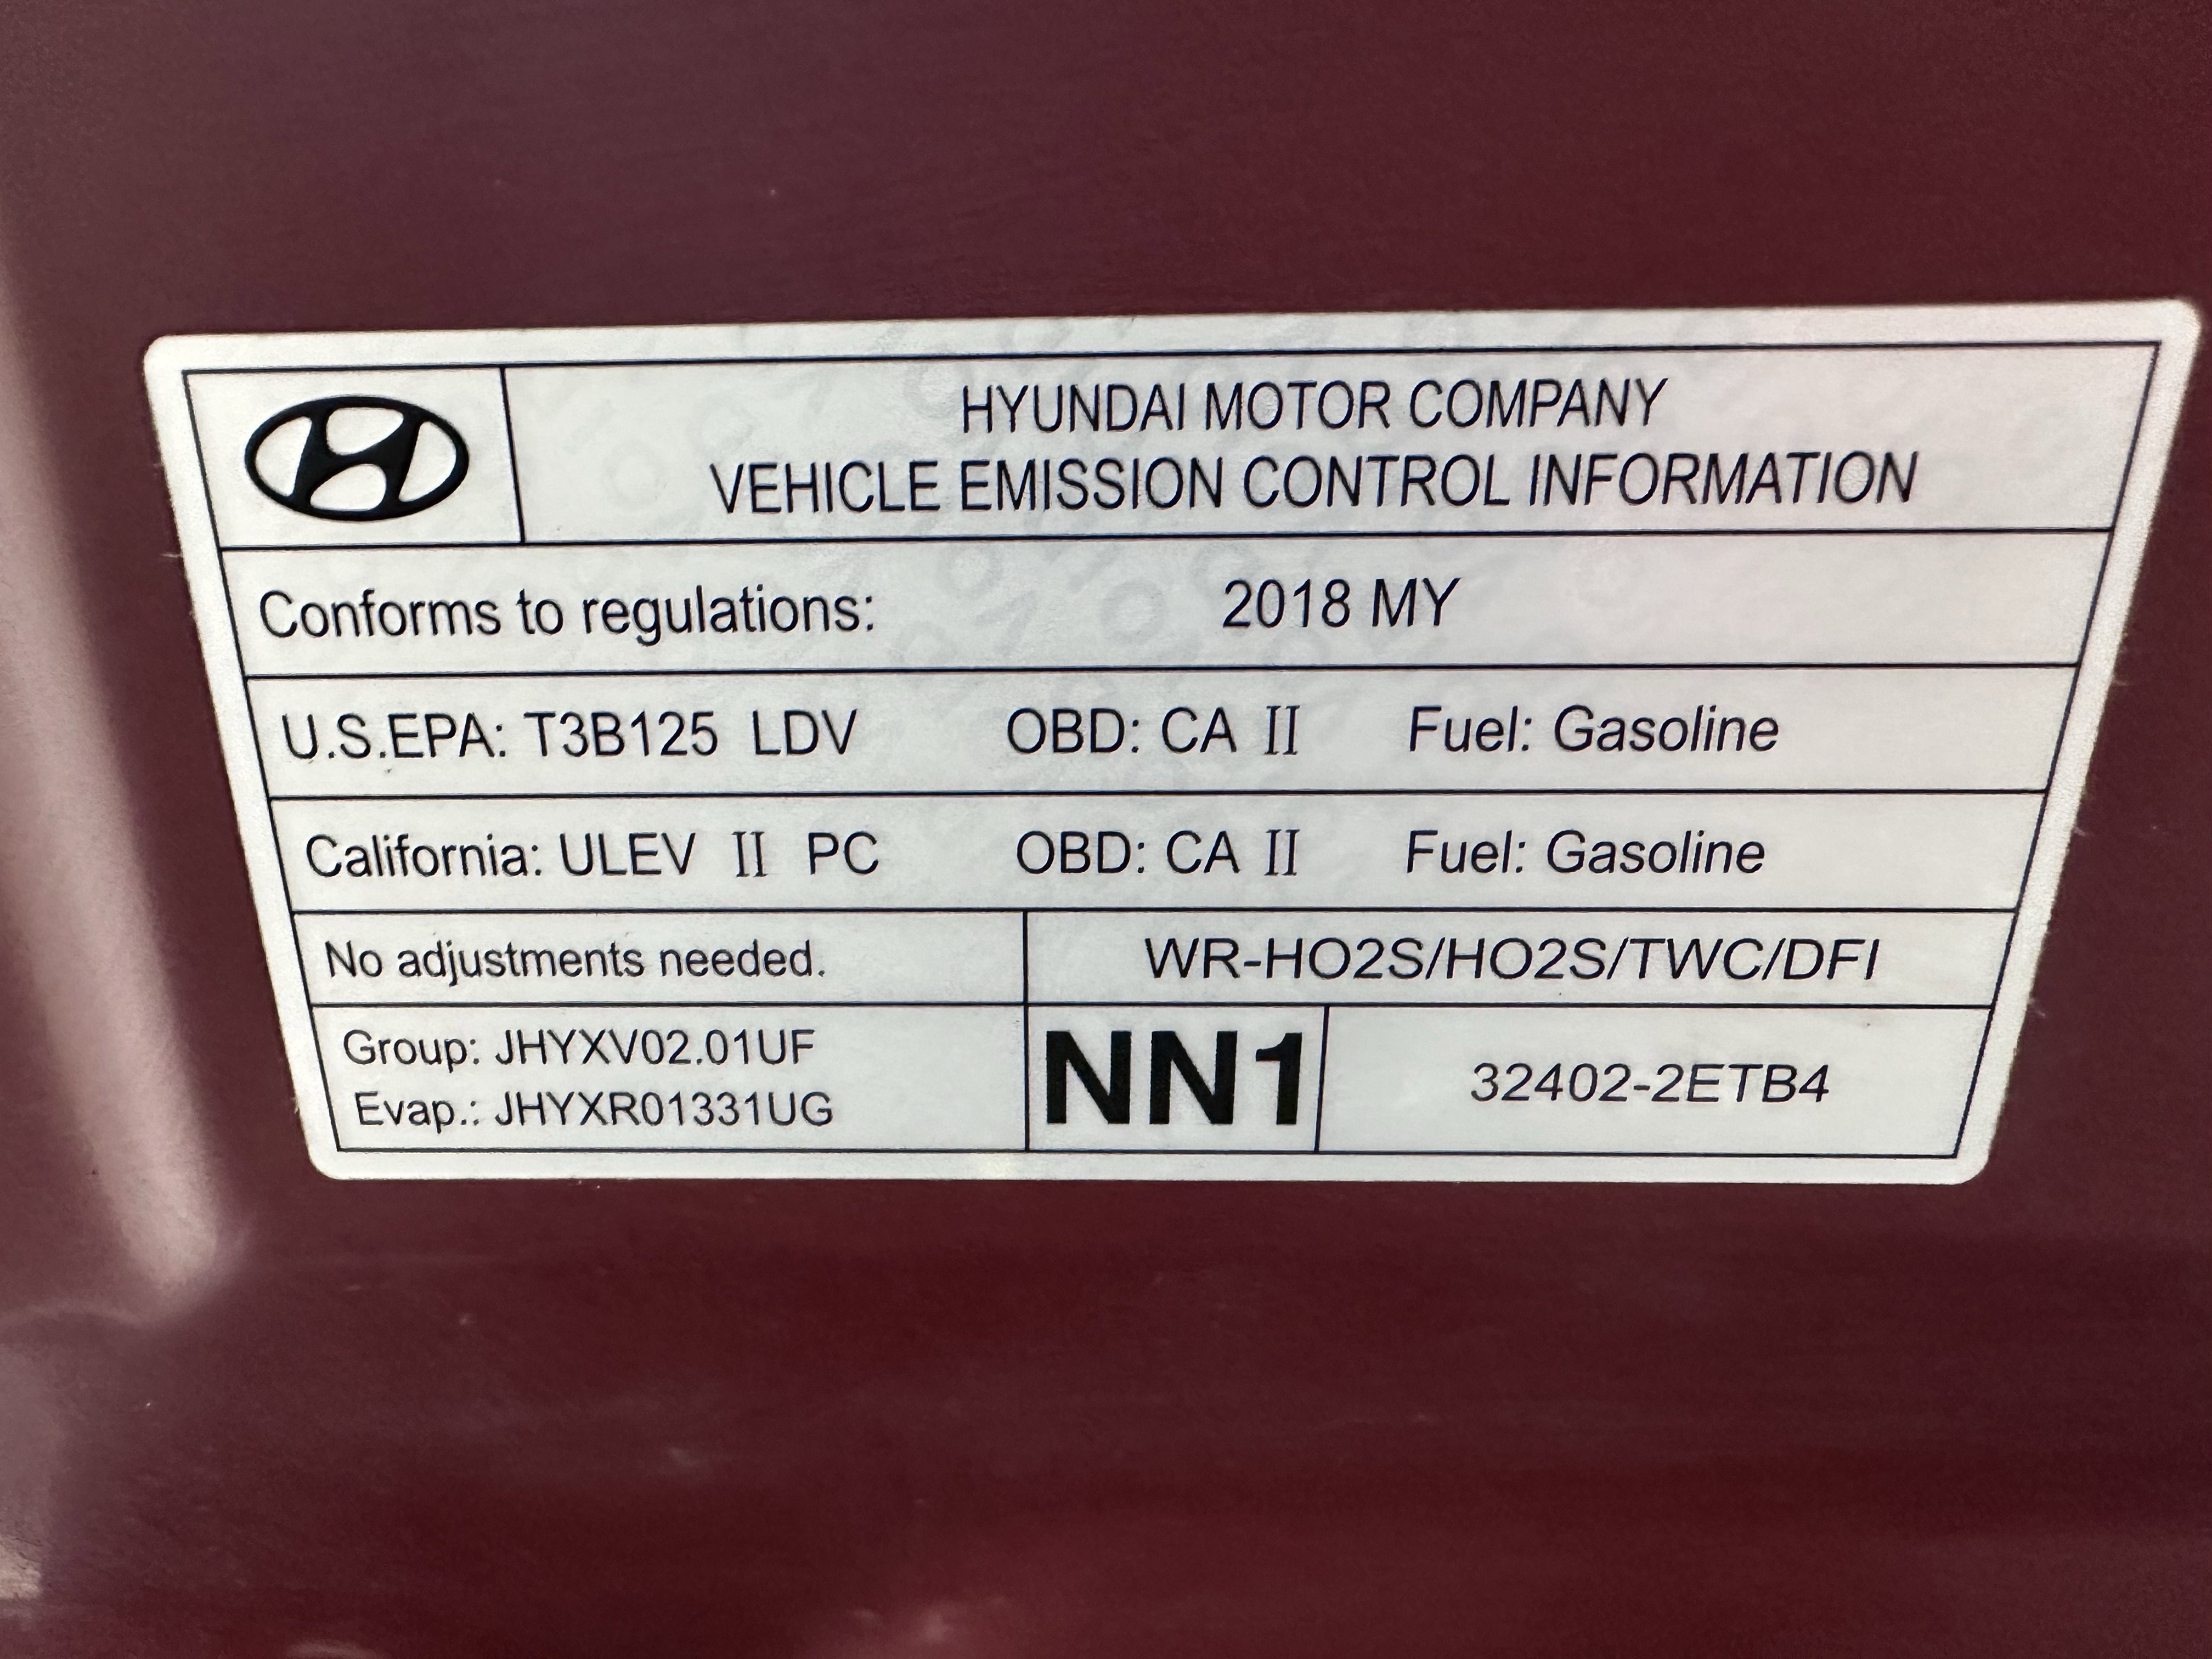 HYUNDAI MOTOR COMPANY
VEHICLE EMISSION CONTROL INFORMATION
Conforms to regulations: 2018 MY
U.S.EPA: T3B125 LDV OBD: CA II Fuel: Gasoline
California: ULEV II PC OBD: CA II Fuel: Gasoline
No adjustments needed. WR-HO2S/HO2S/TWC/DFI
Group: JHYXV02.01UF
Evap.: JHYXR01331UG
NN1
32402-2ETB4